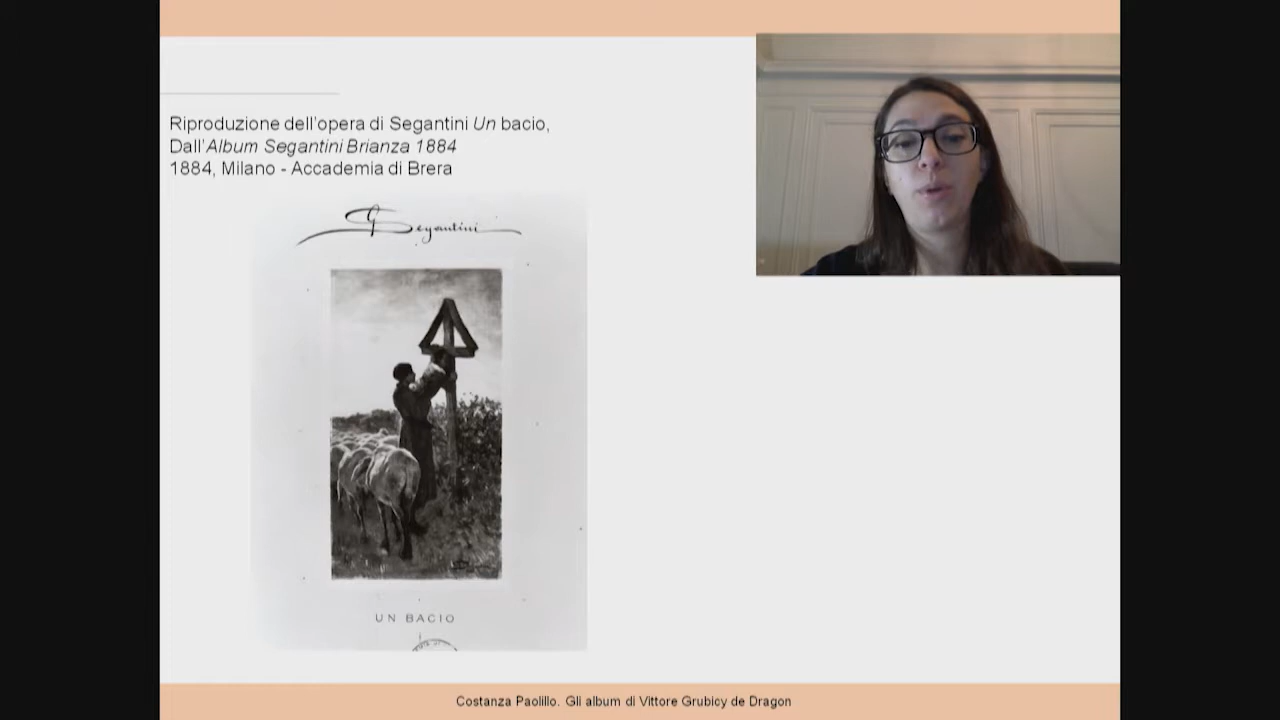 Riproduzione dell'opera di Segantini Un bacio,
Dall'Album Segantini Brianza 1884
1884, Milano - Accademia di Brera
G Segantini
UN BACIO
Costanza Paolillo. Gli album di Vittore Grubicy de Dragon